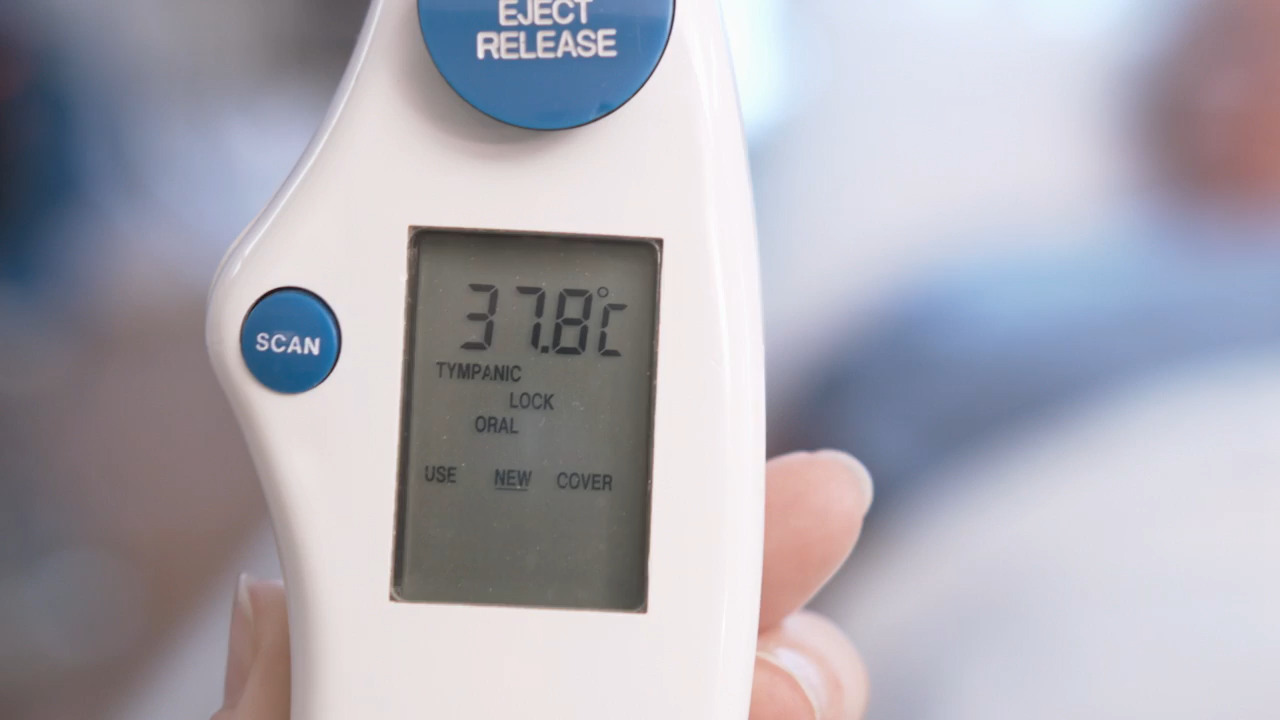 EJECT
RELEASE
SCAN
37.8°C
TYMPANIC
LOCK
ORAL
USE NEW COVER